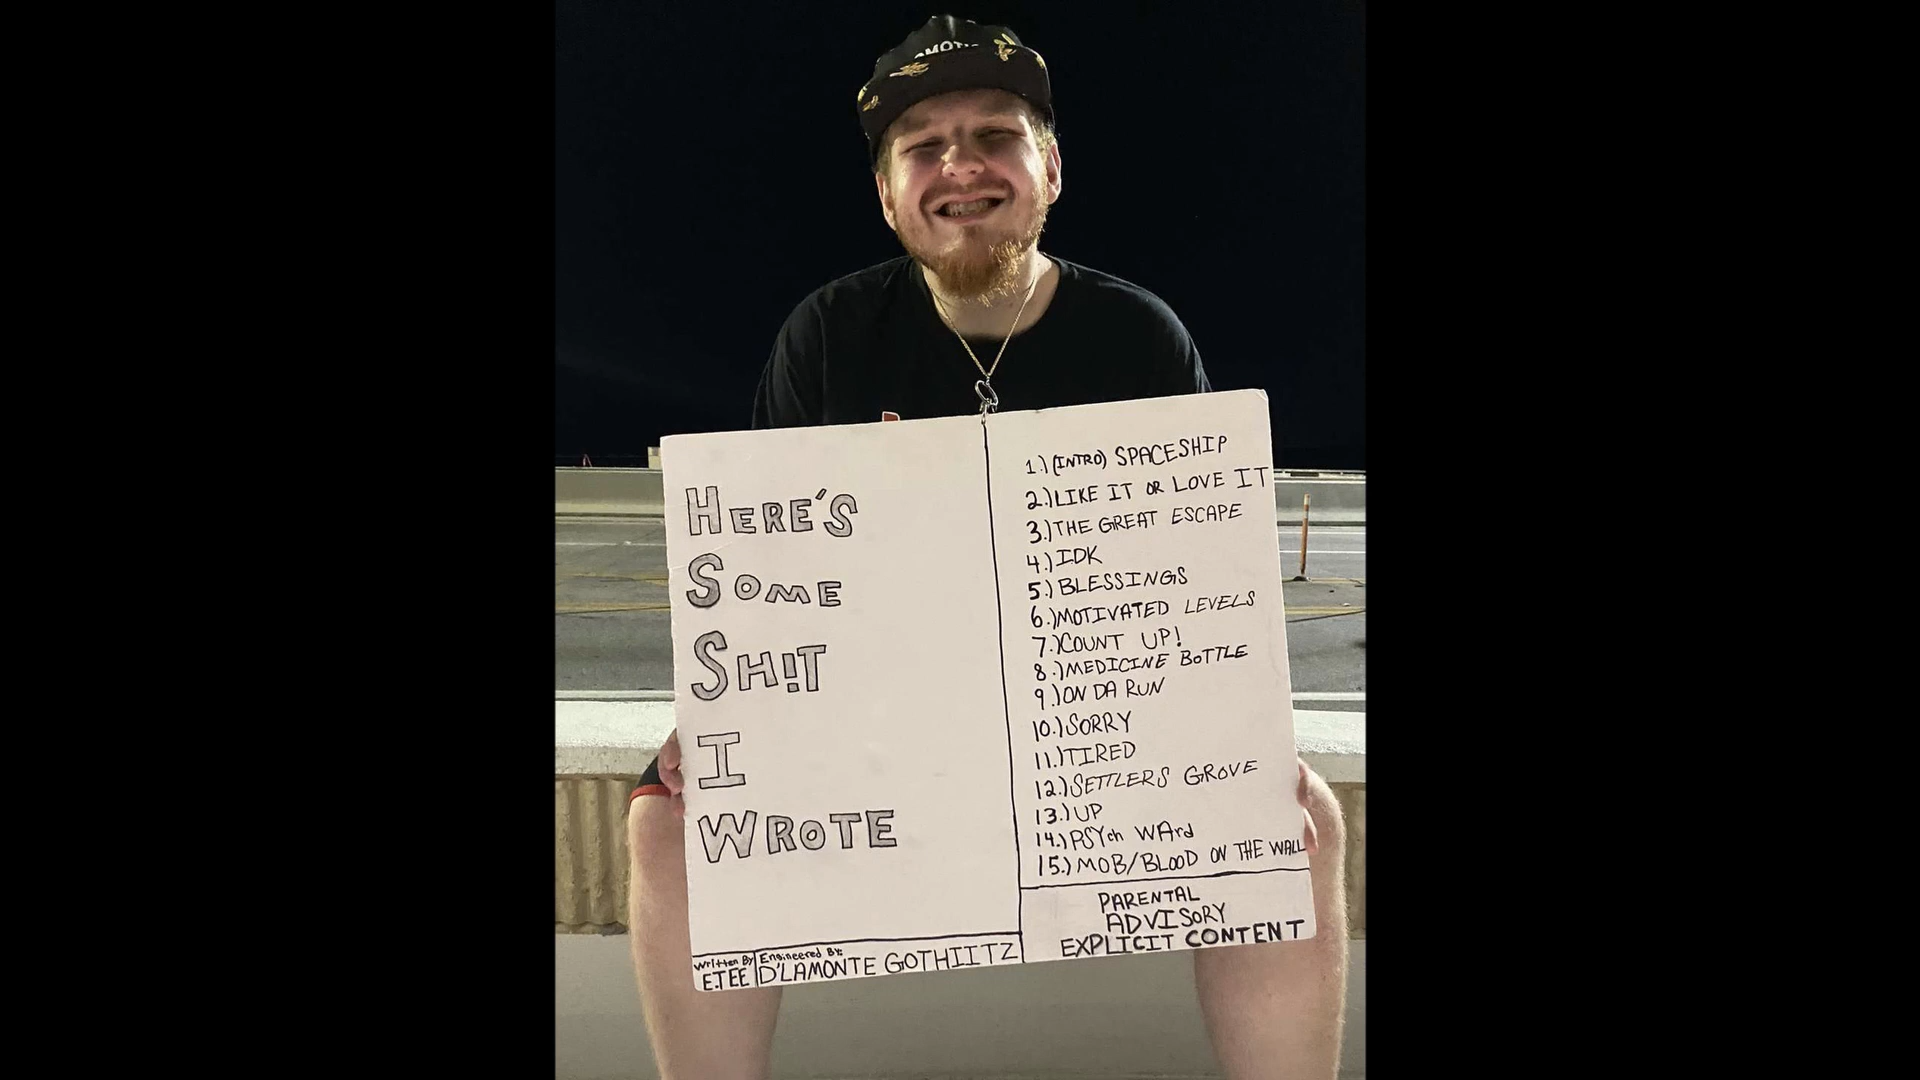 HERE'S
SOME
SH!T
I
WROTE
1.) (INTRO) SPACESHIP
2.) LIKE IT OR LOVE IT
3.) THE GREAT ESCAPE
4.) IDK
5.) BLESSINGS
6.) MOTIVATED LEVELS
7.) COUNT UP!
8.) MEDICINE BOTTLE
9.) ON DA RUN
10.) SORRY
11.) TIRED
12.) SETTLERS GROVE
13.) UP
14.) PSYch WArd
15.) MOB/BLOOD ON THE WALL
Written By
E.TEE
Engineered By:
D'LAMONTE GOTHIITZ
PARENTAL
ADVISORY
EXPLICIT CONTENT